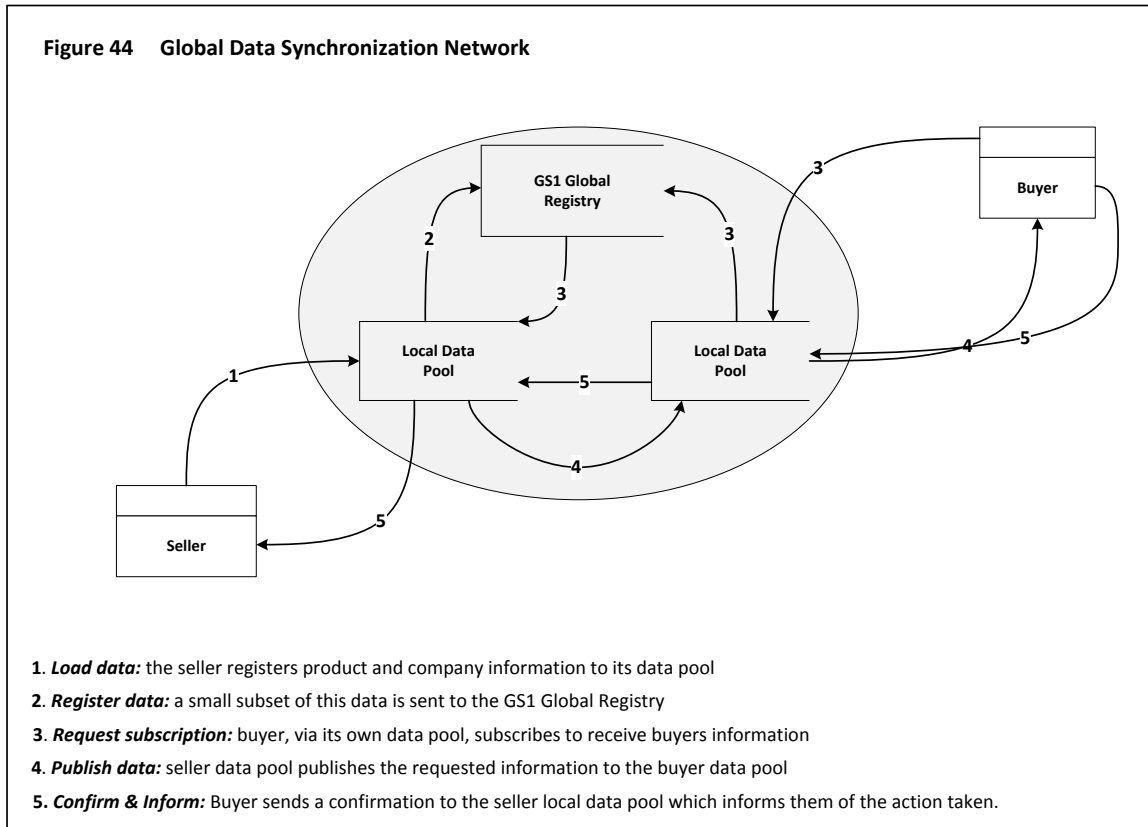 Figure 44 Global Data Synchronization Network
GS1 Global
Registry
Buyer
3
2
3
3
Local Data
Pool
Local Data
Pool
1
5
4
5
4
5
Seller
1. Load data: the seller registers product and company information to its data pool
2. Register data: a small subset of this data is sent to the GS1 Global Registry
3. Request subscription: buyer, via its own data pool, subscribes to receive buyers information
4. Publish data: seller data pool publishes the requested information to the buyer data pool
5. Confirm & Inform: Buyer sends a confirmation to the seller local data pool which informs them of the action taken.